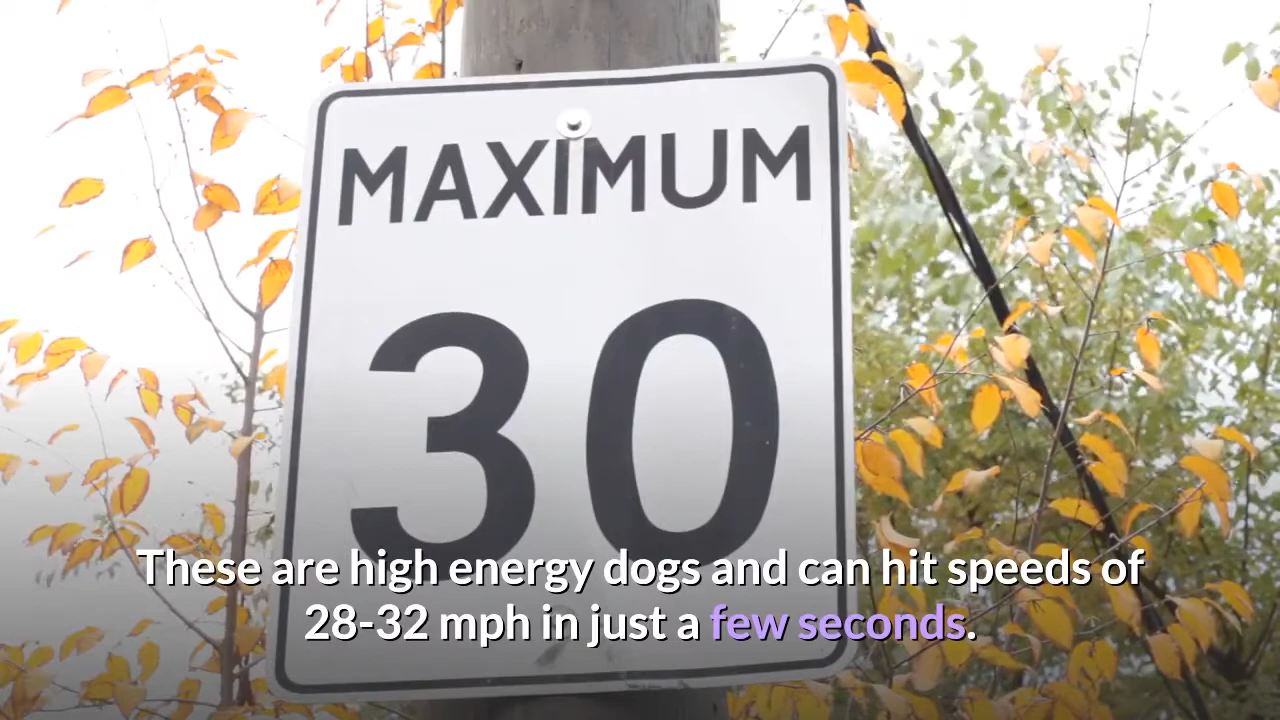 MAXIMUM
30
These are high energy dogs and can hit speeds of
28-32 mph in just a few seconds.